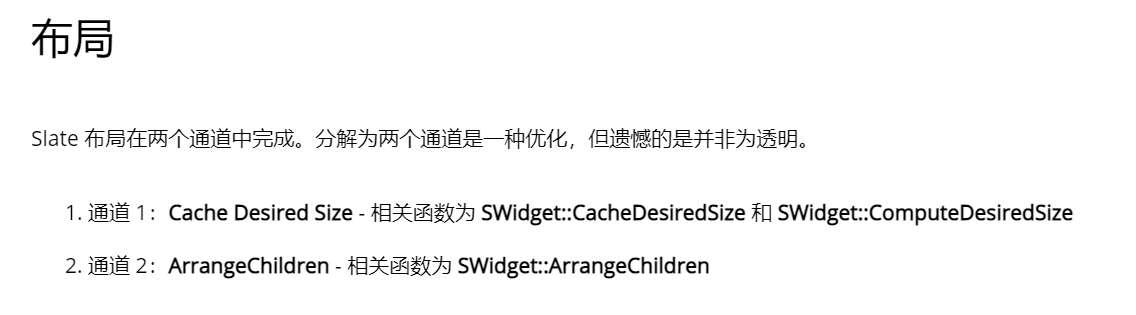 布局
Slate 布局在两个通道中完成。分解为两个通道是一种优化，但遗憾的是并非为透明。
1. 通道 1：Cache Desired Size - 相关函数为 SWidget::CacheDesiredSize 和 SWidget::ComputeDesiredSize
2. 通道 2：ArrangeChildren - 相关函数为 SWidget::ArrangeChildren